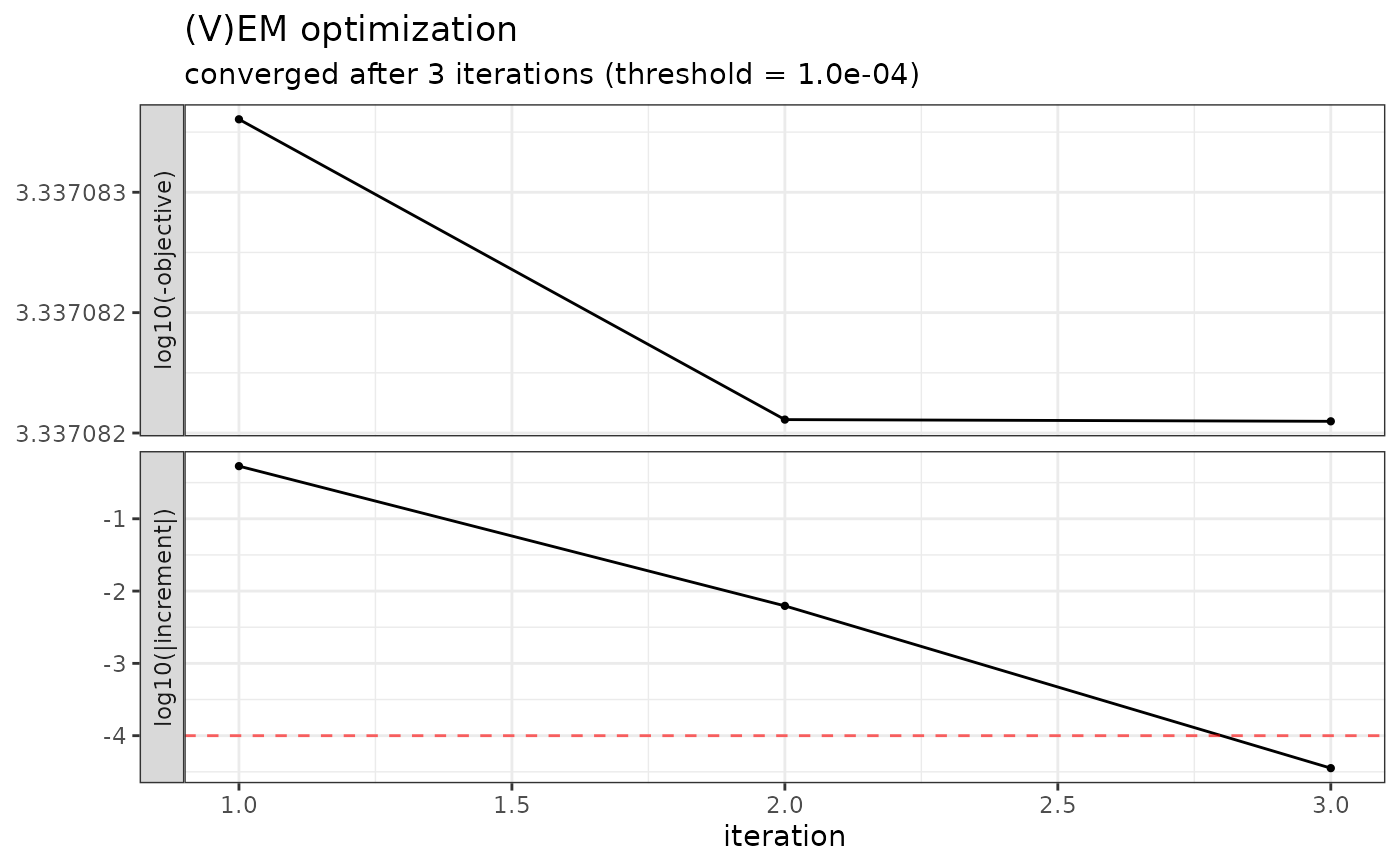 (V)EM optimization
converged after 3 iterations (threshold = 1.0e-04)
log10(-objective)
3.337083
3.337082
3.337082
log10(|increment|)
-1
-2
-3
-4
1.0 1.5 2.0 2.5 3.0
iteration